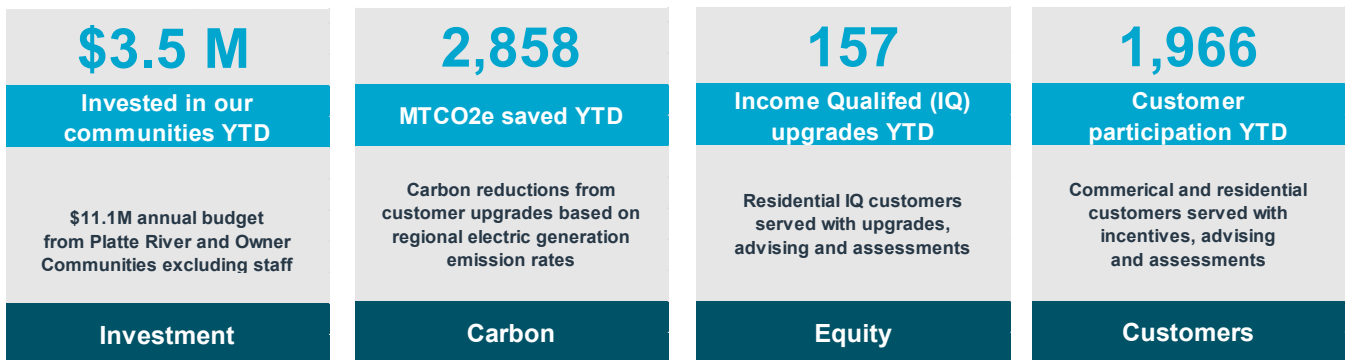 $3.5 M
Invested in our
communities YTD
$11.1M annual budget
from Platte River and Owner
Communities excluding staff
Investment
2,858
MTCO2e saved YTD
Carbon reductions from
customer upgrades based on
regional electric generation
emission rates
Carbon
157
Income Qualifed (IQ)
upgrades YTD
Residential IQ customers
served with upgrades,
advising and assessments
Equity
1,966
Customer
participation YTD
Commerical and residential
customers served with
incentives, advising
and assessments
Customers